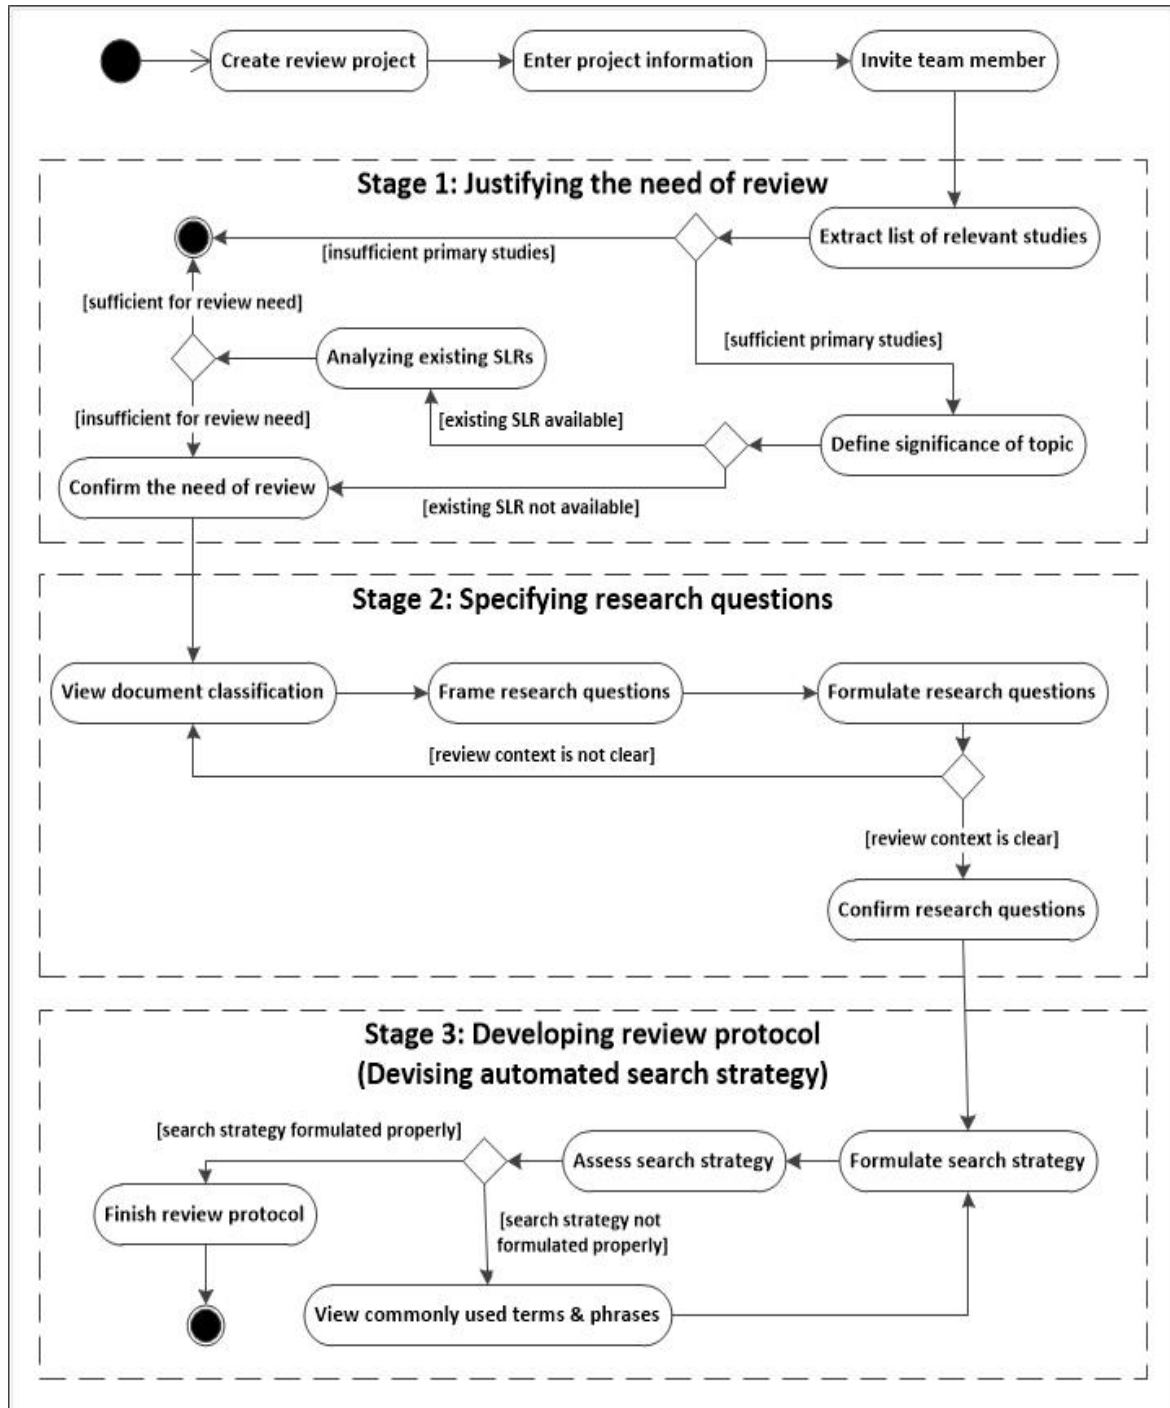 Create review project
Enter project information
Invite team member
Stage 1: Justifying the need of review
Extract list of relevant studies
[insufficient primary studies]
[sufficient for review need]
[sufficient primary studies]
Analyzing existing SLRs
[insufficient for review need]
[existing SLR available]
Define significance of topic
Confirm the need of review
[existing SLR not available]
Stage 2: Specifying research questions
View document classification
Frame research questions
Formulate research questions
[review context is not clear]
[review context is clear]
Confirm research questions
Stage 3: Developing review protocol
(Devising automated search strategy)
[search strategy formulated properly]
Assess search strategy
Formulate search strategy
Finish review protocol
[search strategy not
formulated properly]
View commonly used terms & phrases